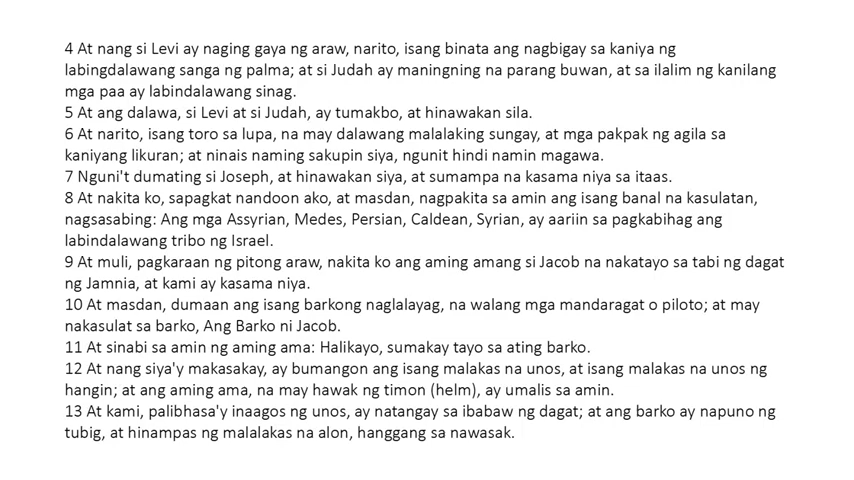 4 At nang si Levi ay naging gaya ng araw, narito, isang binata ang nagbigay sa kaniya ng
labingdalawang sanga ng palma; at si Judah ay maningning na parang buwan, at sa ilalim ng kanilang
mga paa ay labindalawang sinag.
5 At ang dalawa, si Levi at si Judah, ay tumakbo, at hinawakan sila.
6 At narito, isang toro sa lupa, na may dalawang malalaking sungay, at mga pakpak ng agila sa
kaniyang likuran; at ninais naming sakupin siya, ngunit hindi namin magawa.
7 Nguni't dumating si Joseph, at hinawakan siya, at sumampa na kasama niya sa itaas.
8 At nakita ko, sapagkat nandoon ako, at masdan, nagpakita sa amin ang isang banal na kasulatan,
nagsasabing: Ang mga Assyrian, Medes, Persian, Caldean, Syrian, ay aariin sa pagkabihag ang
labindalawang tribo ng Israel.
9 At muli, pagkaraan ng pitong araw, nakita ko ang aming amang si Jacob na nakatayo sa tabi ng dagat
ng Jamnia, at kami ay kasama niya.
10 At masdan, dumaan ang isang barkong naglalayag, na walang mga mandaragat o piloto; at may
nakasulat sa barko, Ang Barko ni Jacob.
11 At sinabi sa amin ng aming ama: Halikayo, sumakay tayo sa ating barko.
12 At nang siya'y makasakay, ay bumangon ang isang malakas na unos, at isang malakas na unos ng
hangin; at ang aming ama, na may hawak ng timon (helm), ay umalis sa amin.
13 At kami, palibhasa'y inaagos ng unos, ay natangay sa ibabaw ng dagat; at ang barko ay napuno ng
tubig, at hinampas ng malalakas na alon, hanggang sa nawasak.